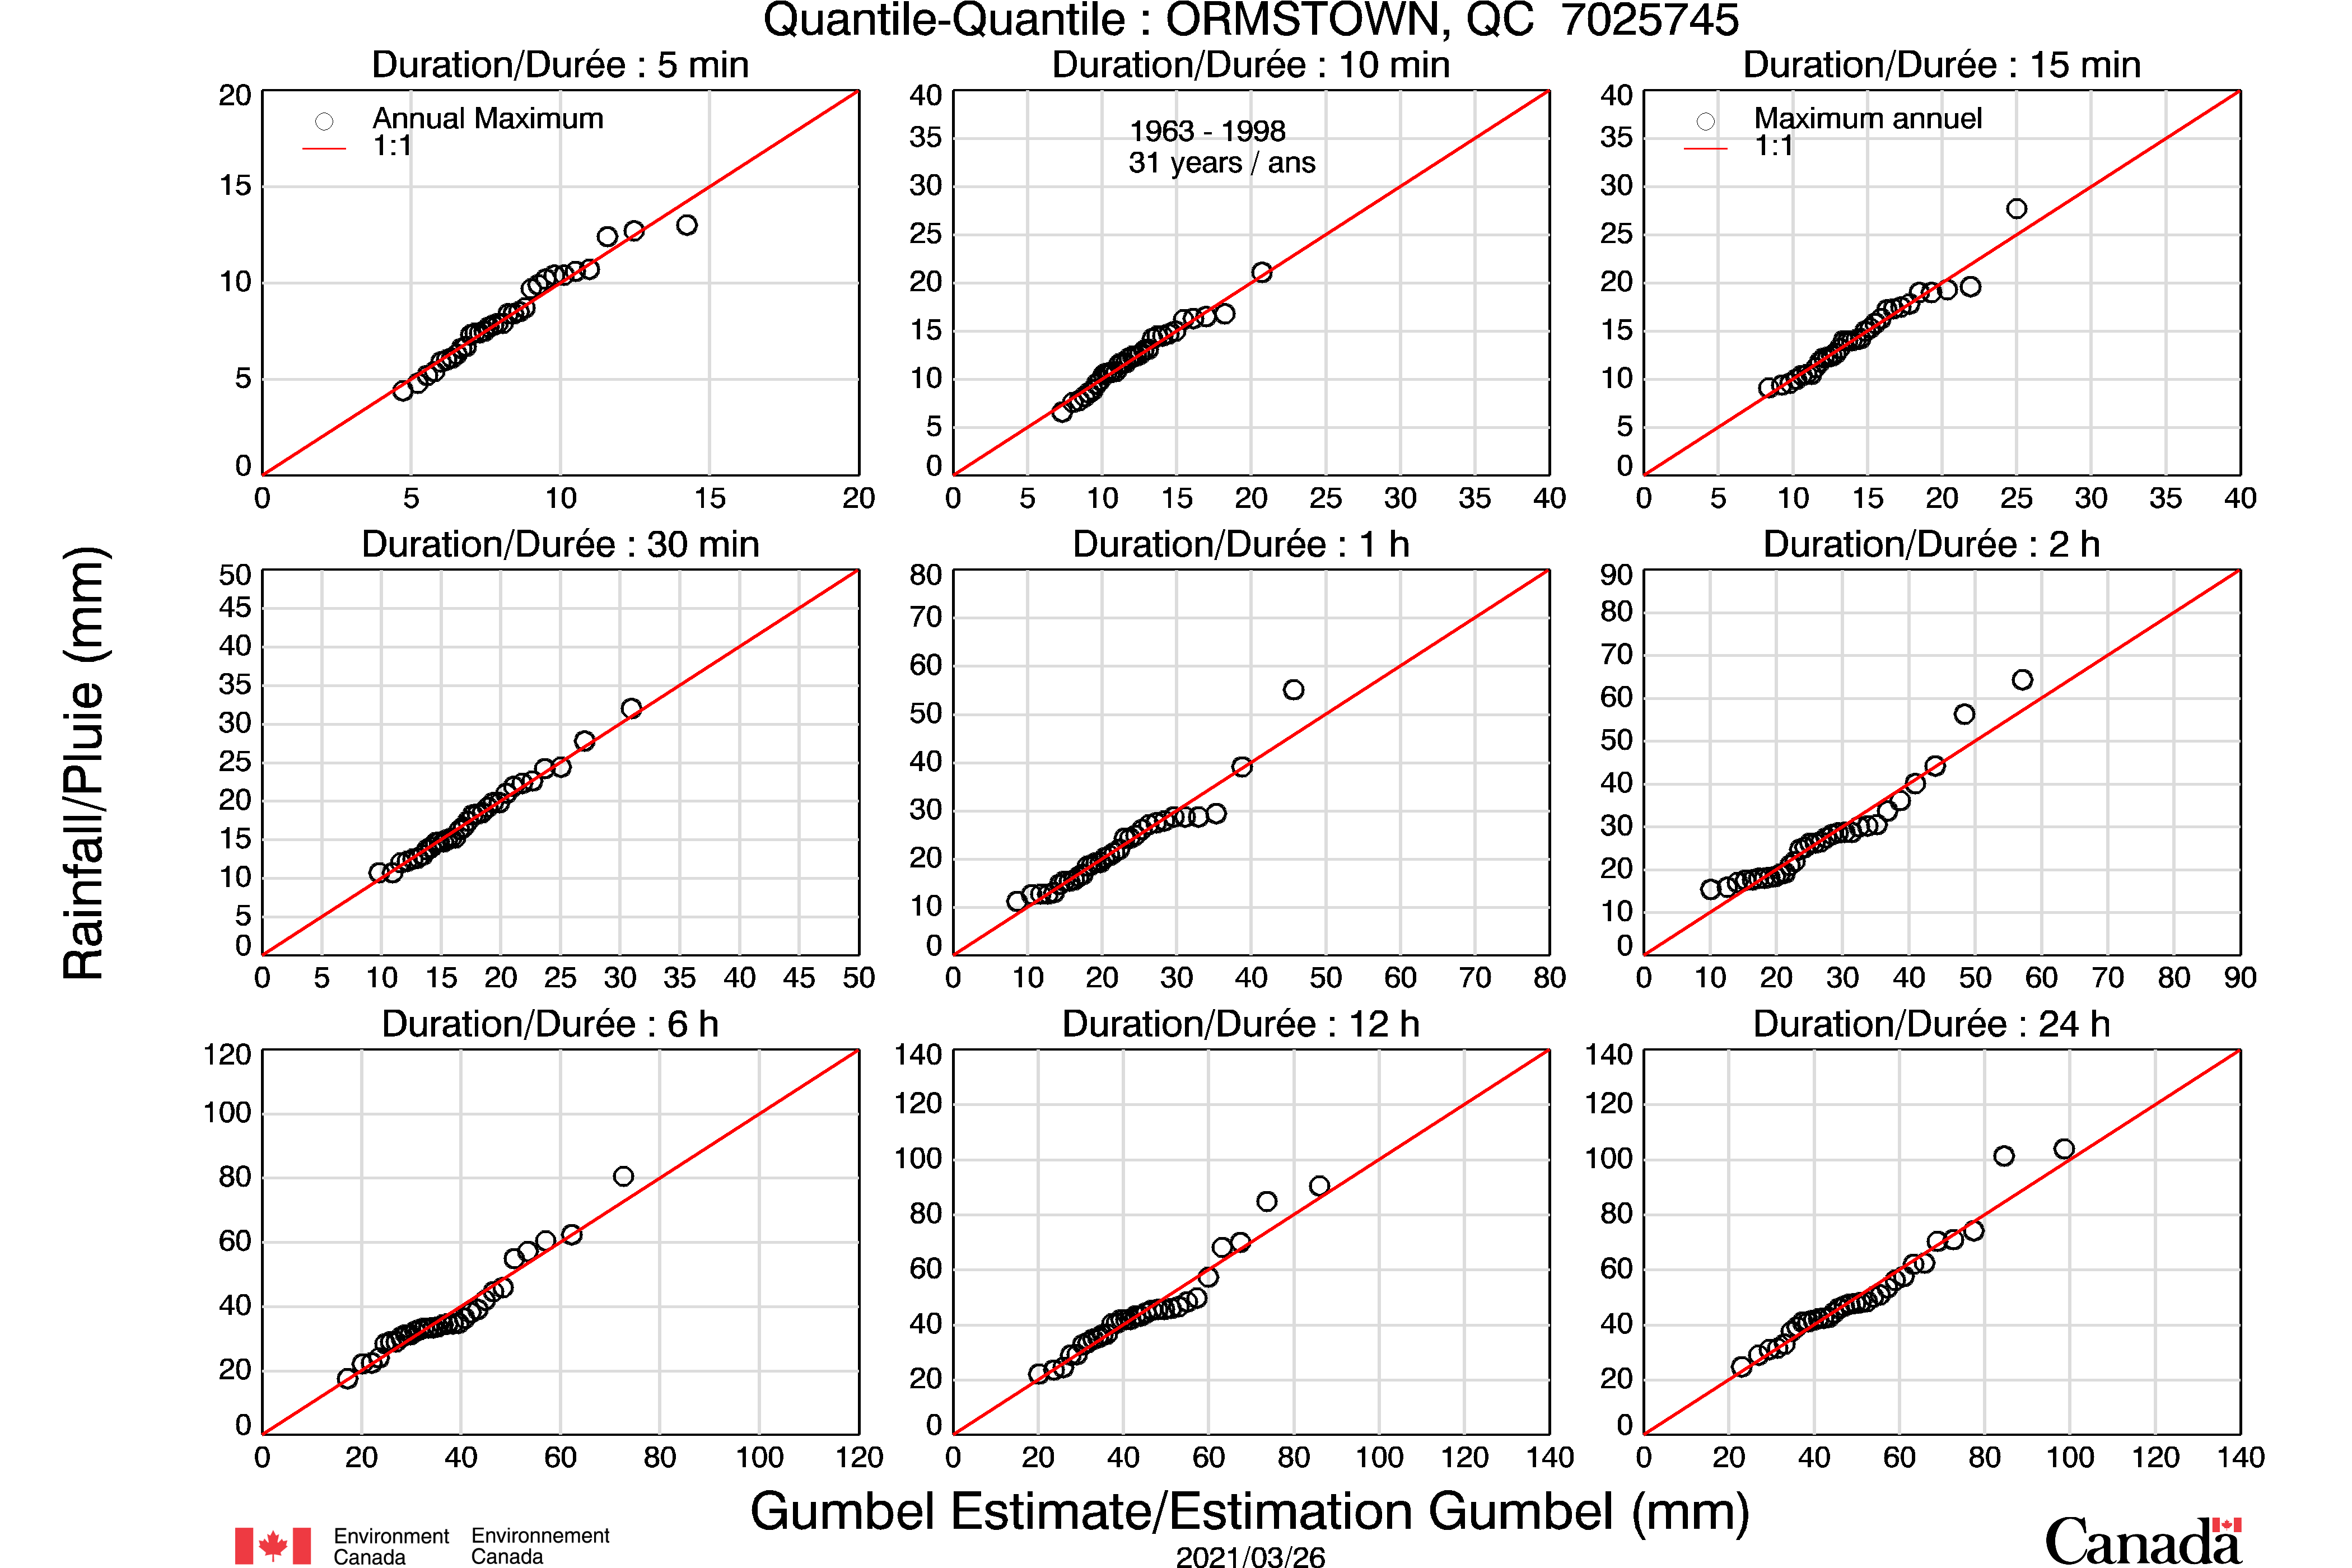 Quantile-Quantile : ORMSTOWN, QC 7025745
Duration/Durée : 5 min
20
15
10
5
0
0 5 10 15 20
Annual Maximum
1:1
Duration/Durée : 10 min
40
35
30
25
20
15
10
5
0
0 5 10 15 20 25 30 35 40
1963 - 1998
31 years / ans
Duration/Durée : 15 min
40
35
30
25
20
15
10
5
0
0 5 10 15 20 25 30 35 40
Maximum annuel
1:1
Rainfall/Pluie (mm)
Duration/Durée : 30 min
50
45
40
35
30
25
20
15
10
5
0
0 5 10 15 20 25 30 35 40 45 50
Duration/Durée : 1 h
80
70
60
50
40
30
20
10
0
0 10 20 30 40 50 60 70 80
Duration/Durée : 2 h
90
80
70
60
50
40
30
20
10
0
0 10 20 30 40 50 60 70 80 90
Duration/Durée : 6 h
120
100
80
60
40
20
0
0 20 40 60 80 100 120
Duration/Durée : 12 h
140
120
100
80
60
40
20
0
0 20 40 60 80 100 120 140
Duration/Durée : 24 h
140
120
100
80
60
40
20
0
0 20 40 60 80 100 120 140
Gumbel Estimate/Estimation Gumbel (mm)
Environment Environnement
Canada Canada
2021/03/26
Canada